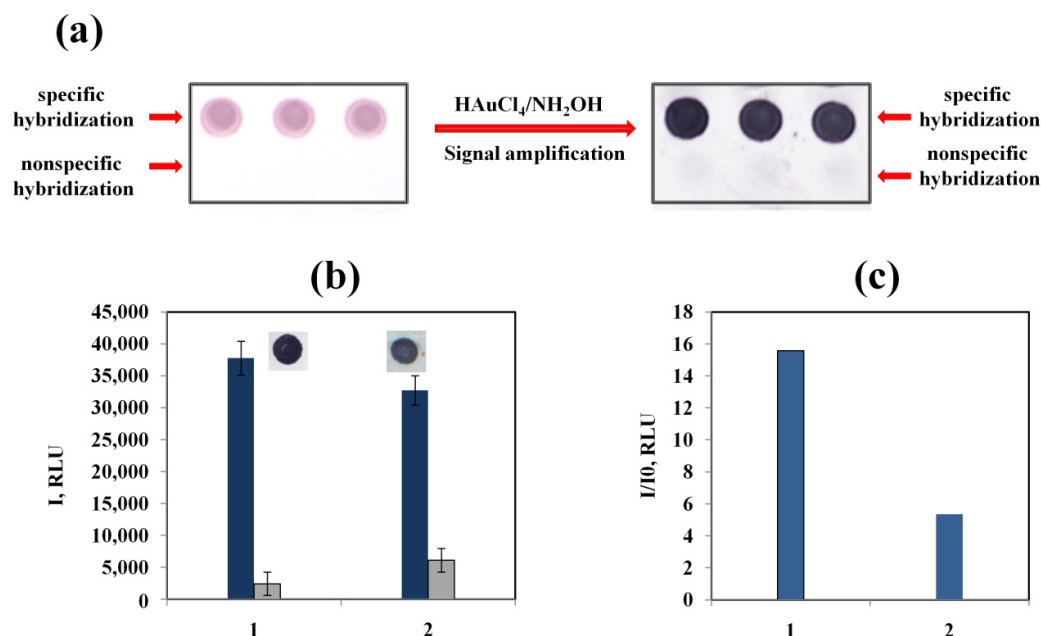 (a)
specific
hybridization
nonspecific
hybridization
HAuCl₄/NH₂OH
Signal amplification
specific
hybridization
nonspecific
hybridization
(b)
I, RLU
45,000
40,000
35,000
30,000
25,000
20,000
15,000
10,000
5,000
0
1 2
(c)
I/I0, RLU
18
16
14
12
10
8
6
4
2
0
1 2